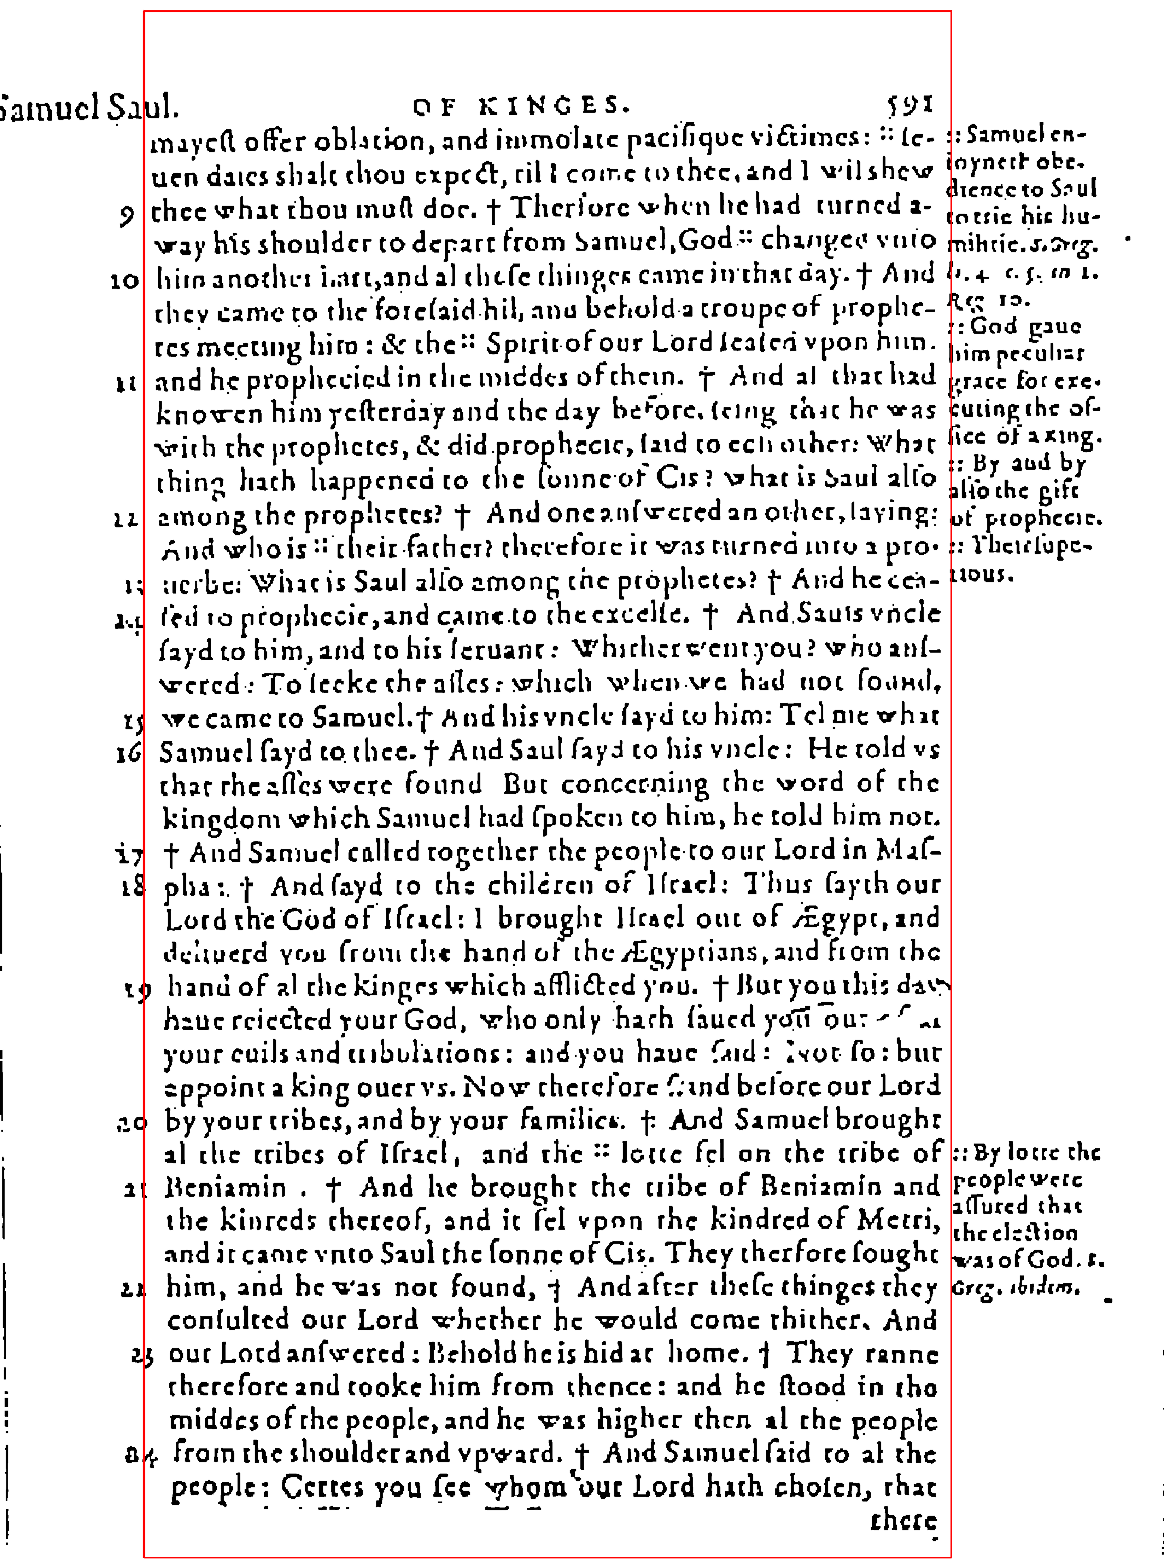 Samuel Saul. OF KINGES. 591
mayeſt offer oblation, and immolate pacifique victimes: :: ſe-
uen daies shalt thou expect, til I come to thee, and I wil shew
9 thee what thou muſt doe. † Therfore when he had turned a-
way his shoulder to depart from Samuel, God :: changed vnto
10 him another hart, and al theſe thinges came in that day. † And
they came to the foreſaid hil, and behold a troupe of prophe-
tes meeting him: & the :: Spirit of our Lord ſeaſed vpon him.
11 and he prophecied in the middes of them. † And al that had
knowen him yeſterday and the day before, ſeing that he was
with the prophetes, & did prophecie, ſaid to ech other: What
thing hath happened to the ſonne of Cis? what is Saul alſo
12 among the prophetes? † And one anſwered an other, ſaying:
And who is :: their father? therefore it was turned into a pro-
13 uerbe: What is Saul alſo among the prophetes? † And he cea-
14 ſed to prophecie, and came to the excelſe. † And Sauls vncle
ſayd to him, and to his ſeruant: Whither went you? who anſ-
wered: To ſeeke the aſſes: which when we had not found,
15 we came to Samuel. † And his vncle ſayd to him: Tel me what
16 Samuel ſayd to thee. † And Saul ſayd to his vncle: He told vs
that the aſſes were found But concerning the word of the
kingdom which Samuel had ſpoken to him, he told him not.
17 † And Samuel called together the people to our Lord in Maſ-
18 pha: † And ſayd to the children of Iſrael: Thus ſayth our
Lord the God of Iſrael: I brought Iſrael out of Ægypt, and
deliuerd you from the hand of the Ægyptians, and from the
19 hand of al the kinges which afflicted you. † But you this day
haue reiected your God, who only hath ſaued you out
your euils and tribulations: and you haue ſaid: Not ſo: but
appoint a king ouer vs. Now therefore ſtand before our Lord
20 by your tribes, and by your families. † And Samuel brought
al the tribes of Iſrael, and the :: lotte fel on the tribe of
21 Beniamin . † And he brought the tribe of Beniamin and
the kinreds thereof, and it fel vpon the kindred of Metri,
and it came vnto Saul the ſonne of Cis. They therfore ſought
22 him, and he was not found, † And after theſe thinges they
conſulted our Lord whether he would come thither. And
23 our Lord anſwered: Behold he is hid at home. † They ranne
therefore and tooke him from thence: and he ſtood in the
middes of the people, and he was higher then al the people
24 from the shoulder and vpward. † And Samuel ſaid to al the
people: Certes you ſee whom our Lord hath choſen, that
there
:: Samuel en-
ioyneth obe-
dience to Saul
to trie his hu-
militie. s. Greg.
li. 4. c. 5. in 1.
Reg 10.
:: God gaue
him peculiar
grace for exe-
cuting the of-
fice of a king.
:: By and by
alſo the gift
of prophecie.
:: Their ſupe-
riour.
:: By lotte the
people were
aſſured that
the election
was of God. s.
Greg. ibidem.